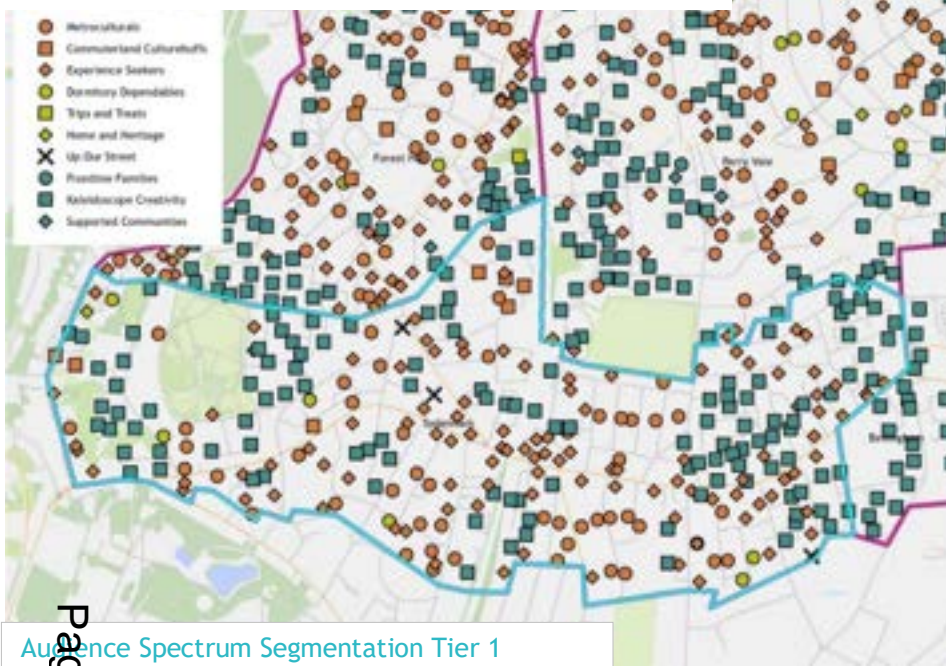 Metroculturals
Commuterland Culturebuffs
Experience Seekers
Dormitory Dependables
Trips and Treats
Home and Heritage
Up Our Street
Frontline Families
Kaleidoscope Creativity
Supported Communities
Forest
Perry Vale
Audience Spectrum Segmentation Tier 1
Pag